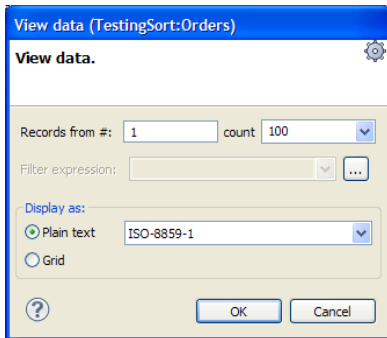 View data (TestingSort:Orders)
View data.
Records from #: 1 count 100
Filter expression: ...
Display as:
Plain text ISO-8859-1
Grid
? OK Cancel